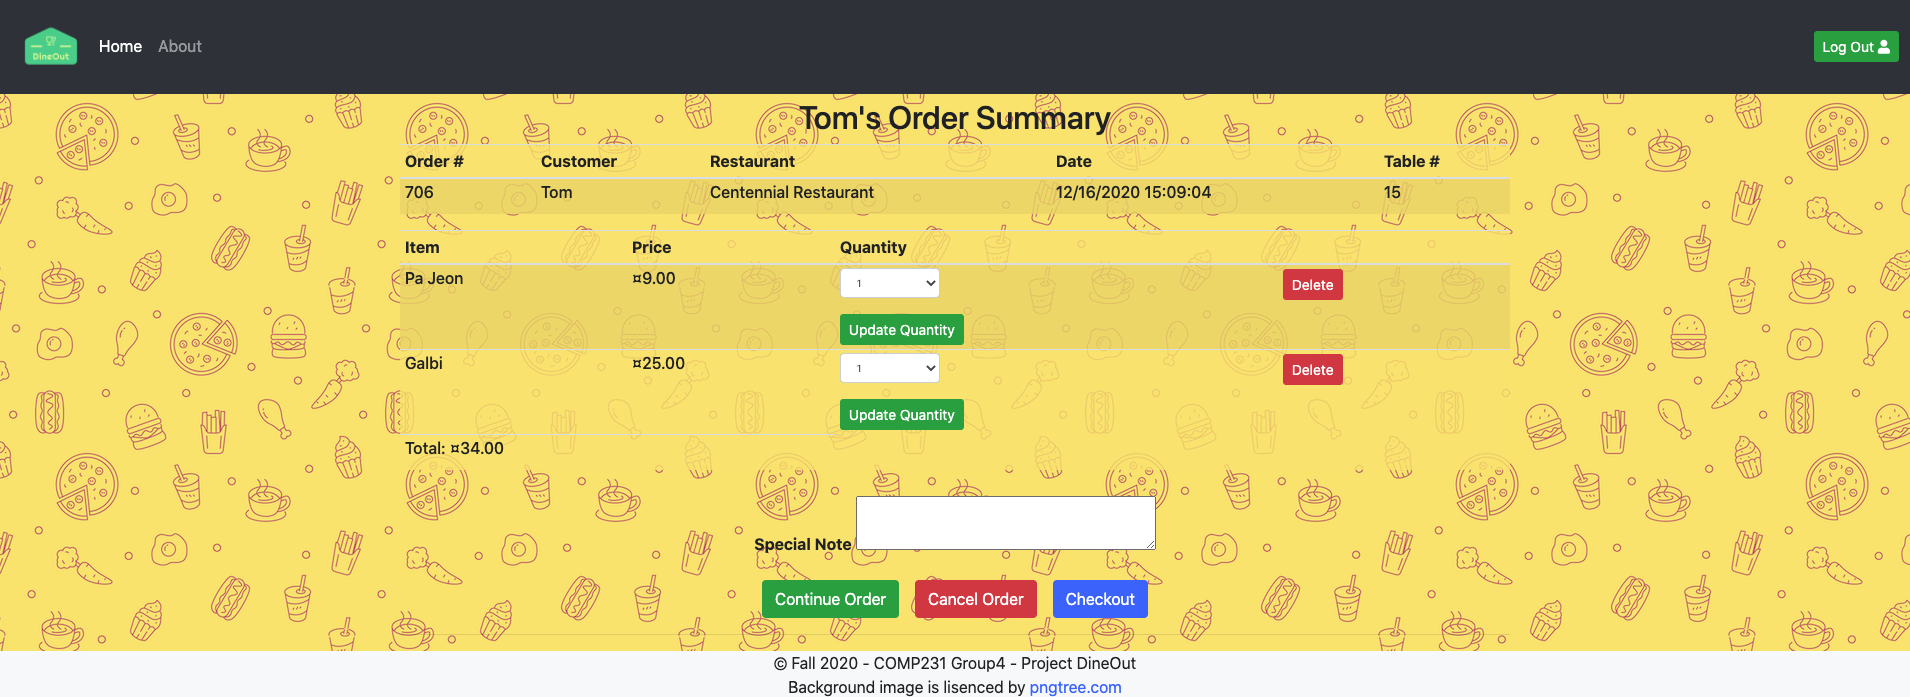 DineOut
Home About
Log Out
Tom's Order Summary
Order # Customer Restaurant Date Table #
706 Tom Centennial Restaurant 12/16/2020 15:09:04 15
Item Price Quantity
Pa Jeon ¤9.00 1 Delete
Update Quantity
Galbi ¤25.00 1 Delete
Update Quantity
Total: ¤34.00
Special Note
Continue Order Cancel Order Checkout
© Fall 2020 - COMP231 Group4 - Project DineOut
Background image is lisenced by pngtree.com